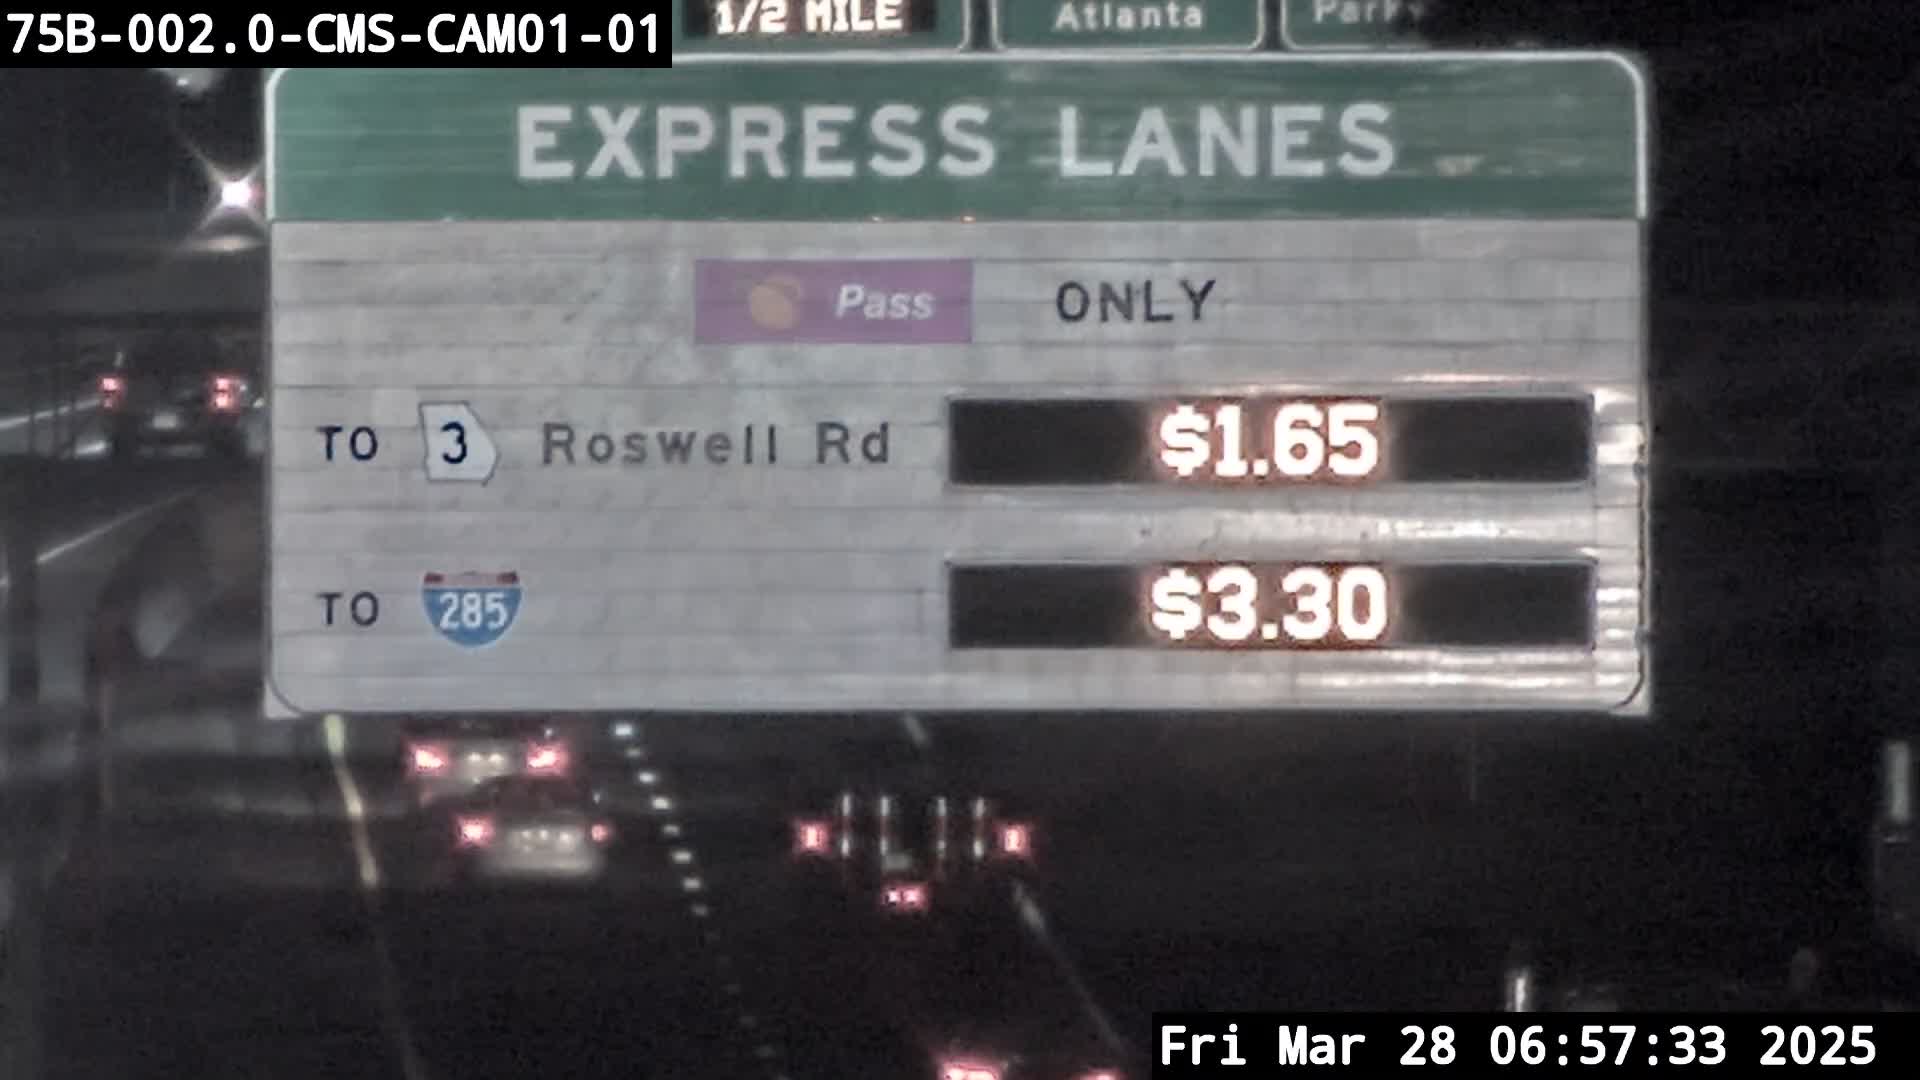 75B-002.0-CMS-CAM01-01
1/2 MILE
Atlanta
EXPRESS LANES
Pass ONLY
TO 3 Roswell Rd $1.65
TO 285 $3.30
Fri Mar 28 06:57:33 2025